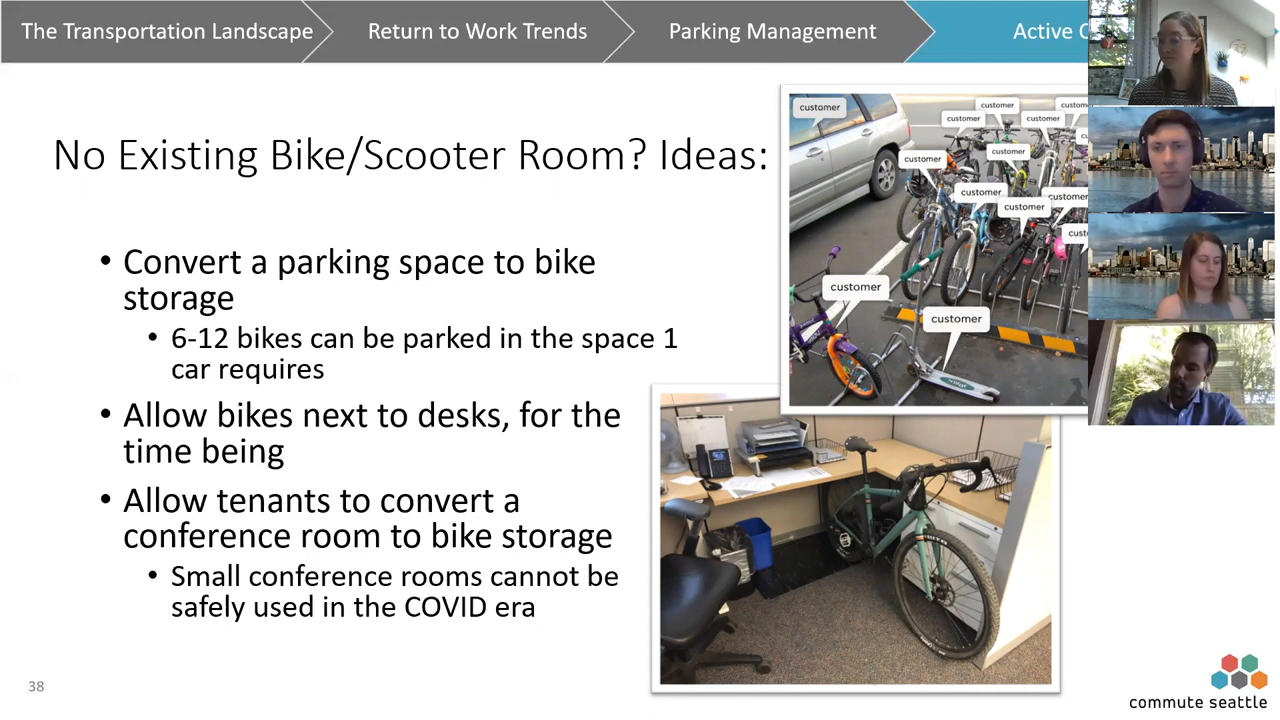 The Transportation Landscape
Return to Work Trends
Parking Management
Active
No Existing Bike/Scooter Room? Ideas:
• Convert a parking space to bike
storage
• 6-12 bikes can be parked in the space 1
car requires
• Allow bikes next to desks, for the
time being
• Allow tenants to convert a
conference room to bike storage
• Small conference rooms cannot be
safely used in the COVID era
customer
customer
customer
customer
customer
customer
customer
customer
customer
customer
customer
38
commute seattle